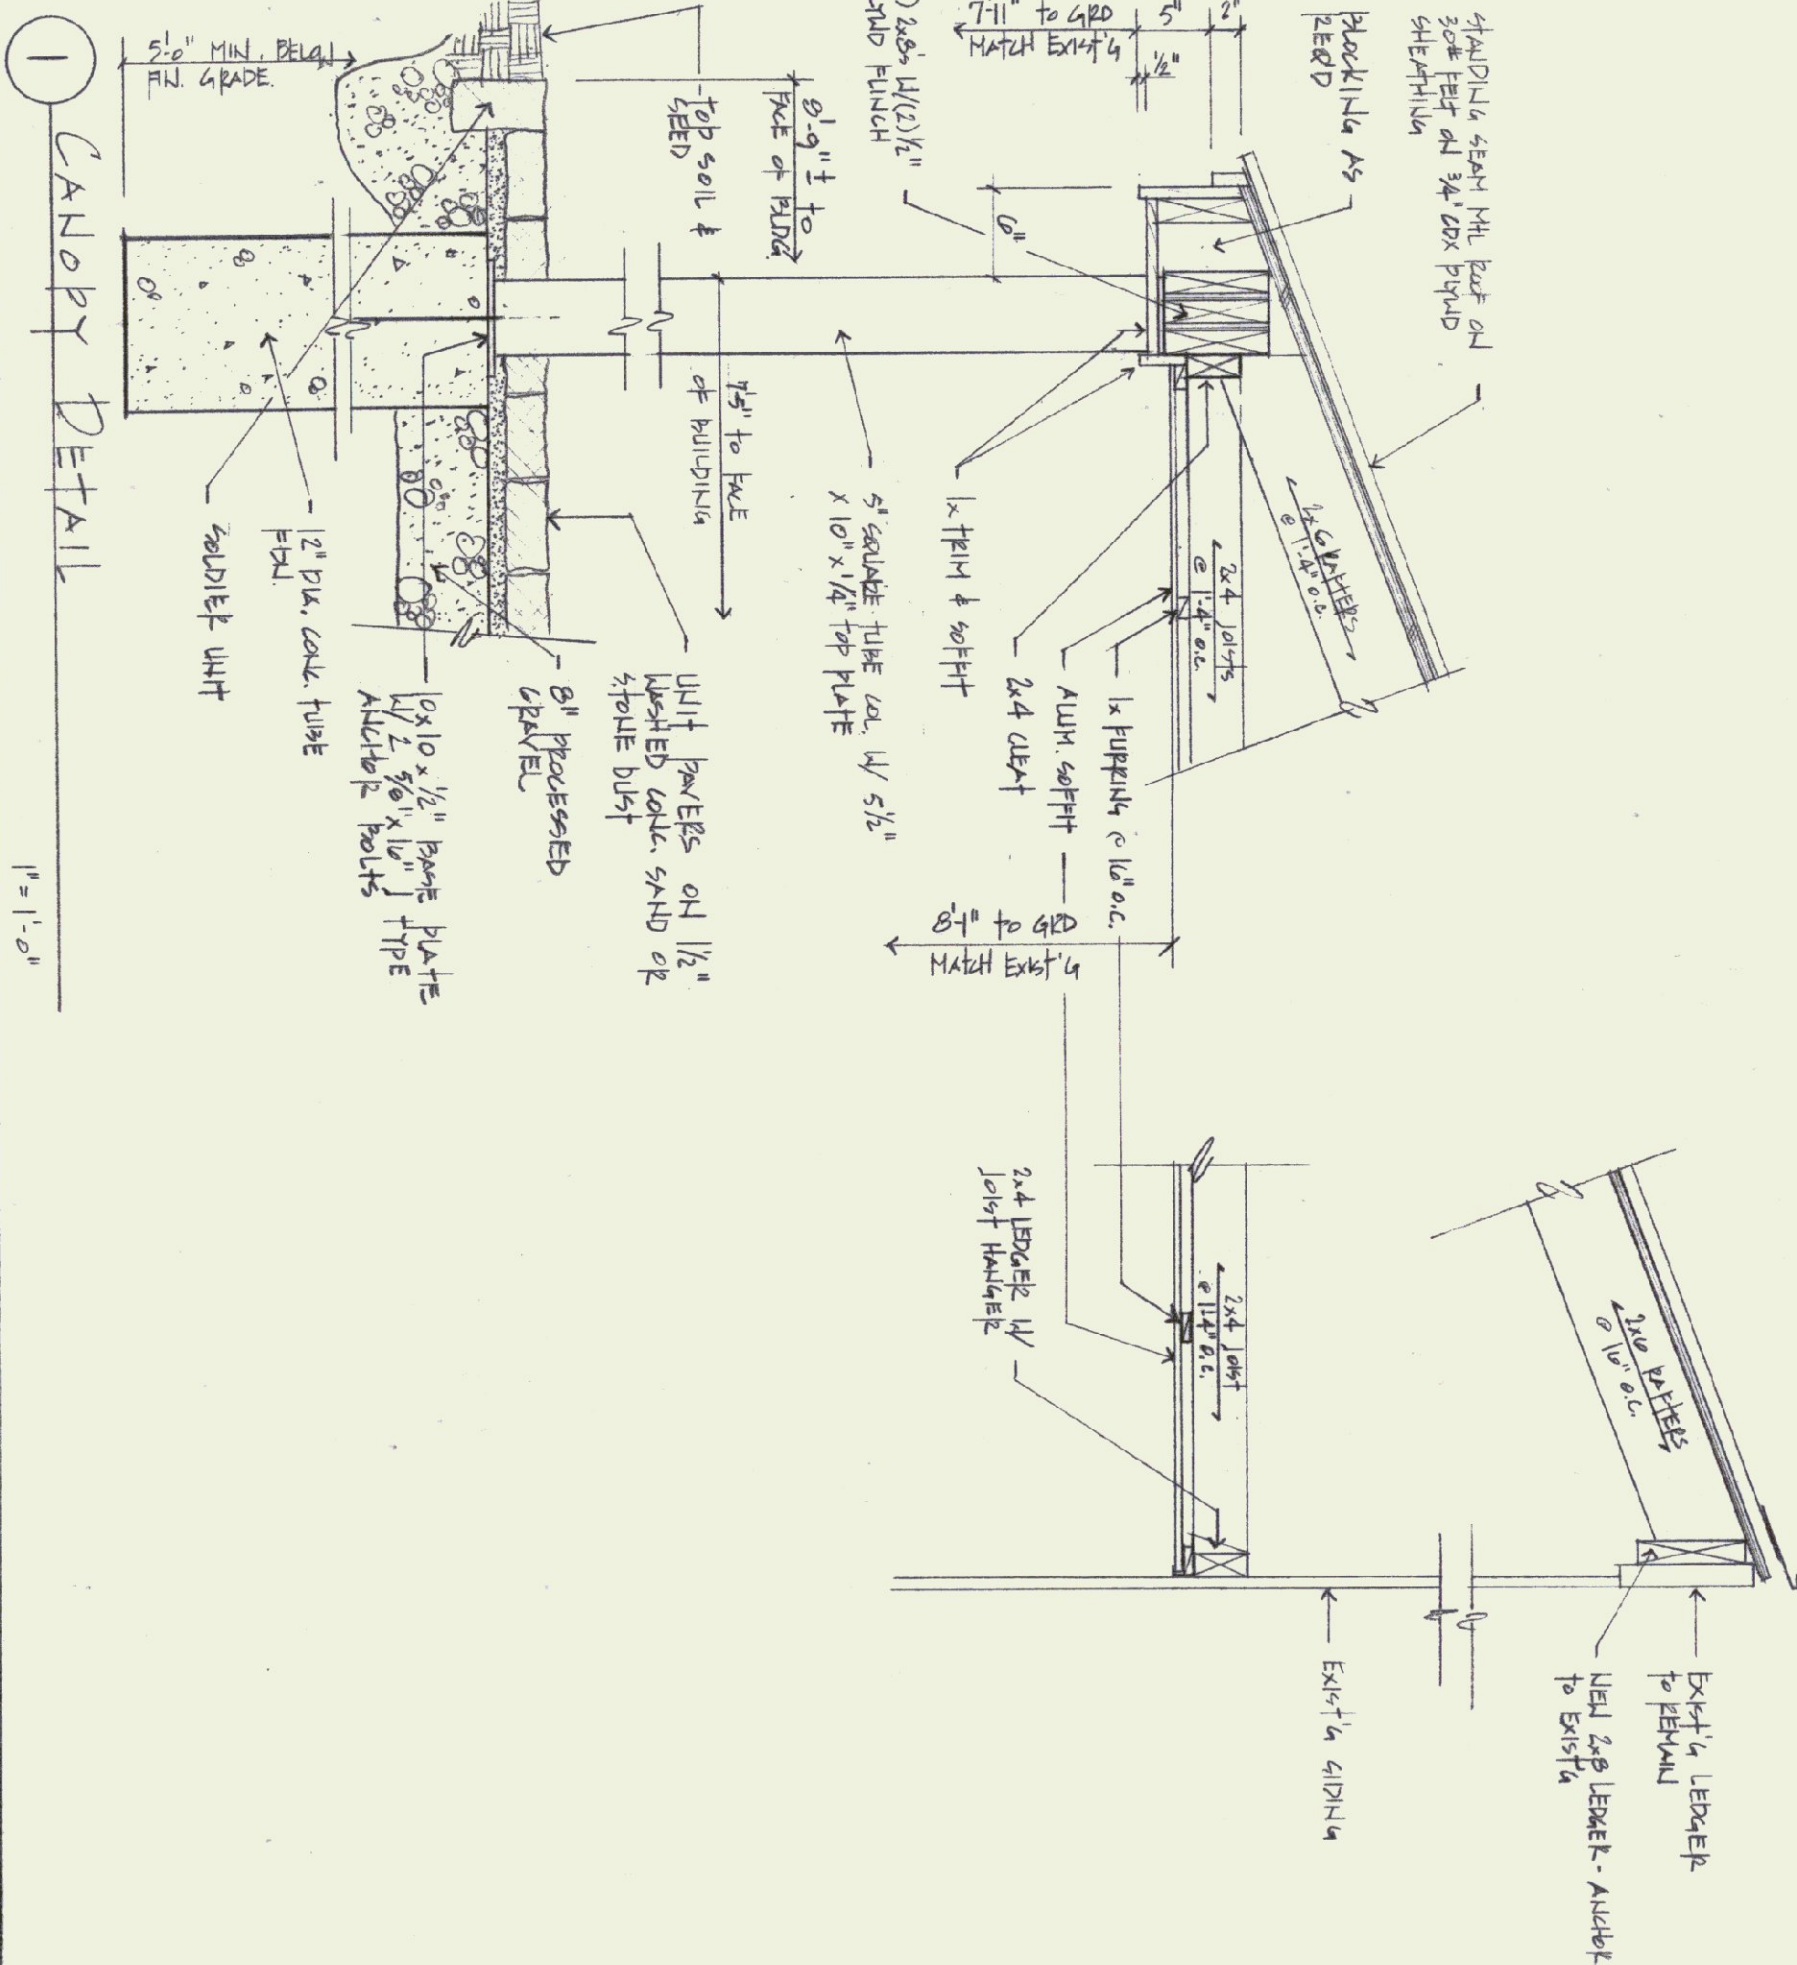 STANDING SEAM MTL ROOF ON
30# FELT ON 3/4" CDX PLYWD
SHEATHING
BLOCKING AS
REQ'D
2"
5"
1/2"
7'-11" TO GRD
MATCH EXIST'G
) 2x8's W/(2) 1/2"
PLYWD FLINCH
6"
2x6 RAFTERS
@ 1'-4" O.C.
2x4 JOISTS
@ 1'-4" O.C.
1x FURRING @ 16" O.C.
ALUM. SOFFIT
2x4 CLEAT
1x TRIM & SOFFIT
8'-1" TO GRD
MATCH EXIST'G
5" SQUARE TUBE COL. W/ 5 1/2"
x 10" x 1/4" TOP PLATE
8'-9" ± TO
FACE OF BLDG.
7'-5" TO FACE
OF BUILDING
TOP SOIL &
SEED
UNIT PAVERS ON 1 1/2"
WASHED CONC. SAND OR
STONE DUST
8" PROCESSED
GRAVEL
10x10 x 1/2" BASE PLATE
W/ 2 5/8" x 16" J TYPE
ANCHOR BOLTS
12" DIA. CONC. TUBE
FDN.
SOLDIER UNIT
5'-0" MIN. BELOW
FIN. GRADE.
2x6 RAFTERS
@ 16" O.C.
2x4 JOIST
@ 1'-4" O.C.
2x4 LEDGER W/
JOIST HANGER
EXIST'G LEDGER
TO REMAIN
NEW 2x8 LEDGER - ANCHOR
TO EXIST'G
EXIST'G SIDING
1
CANOPY DETAIL
1" = 1'-0"